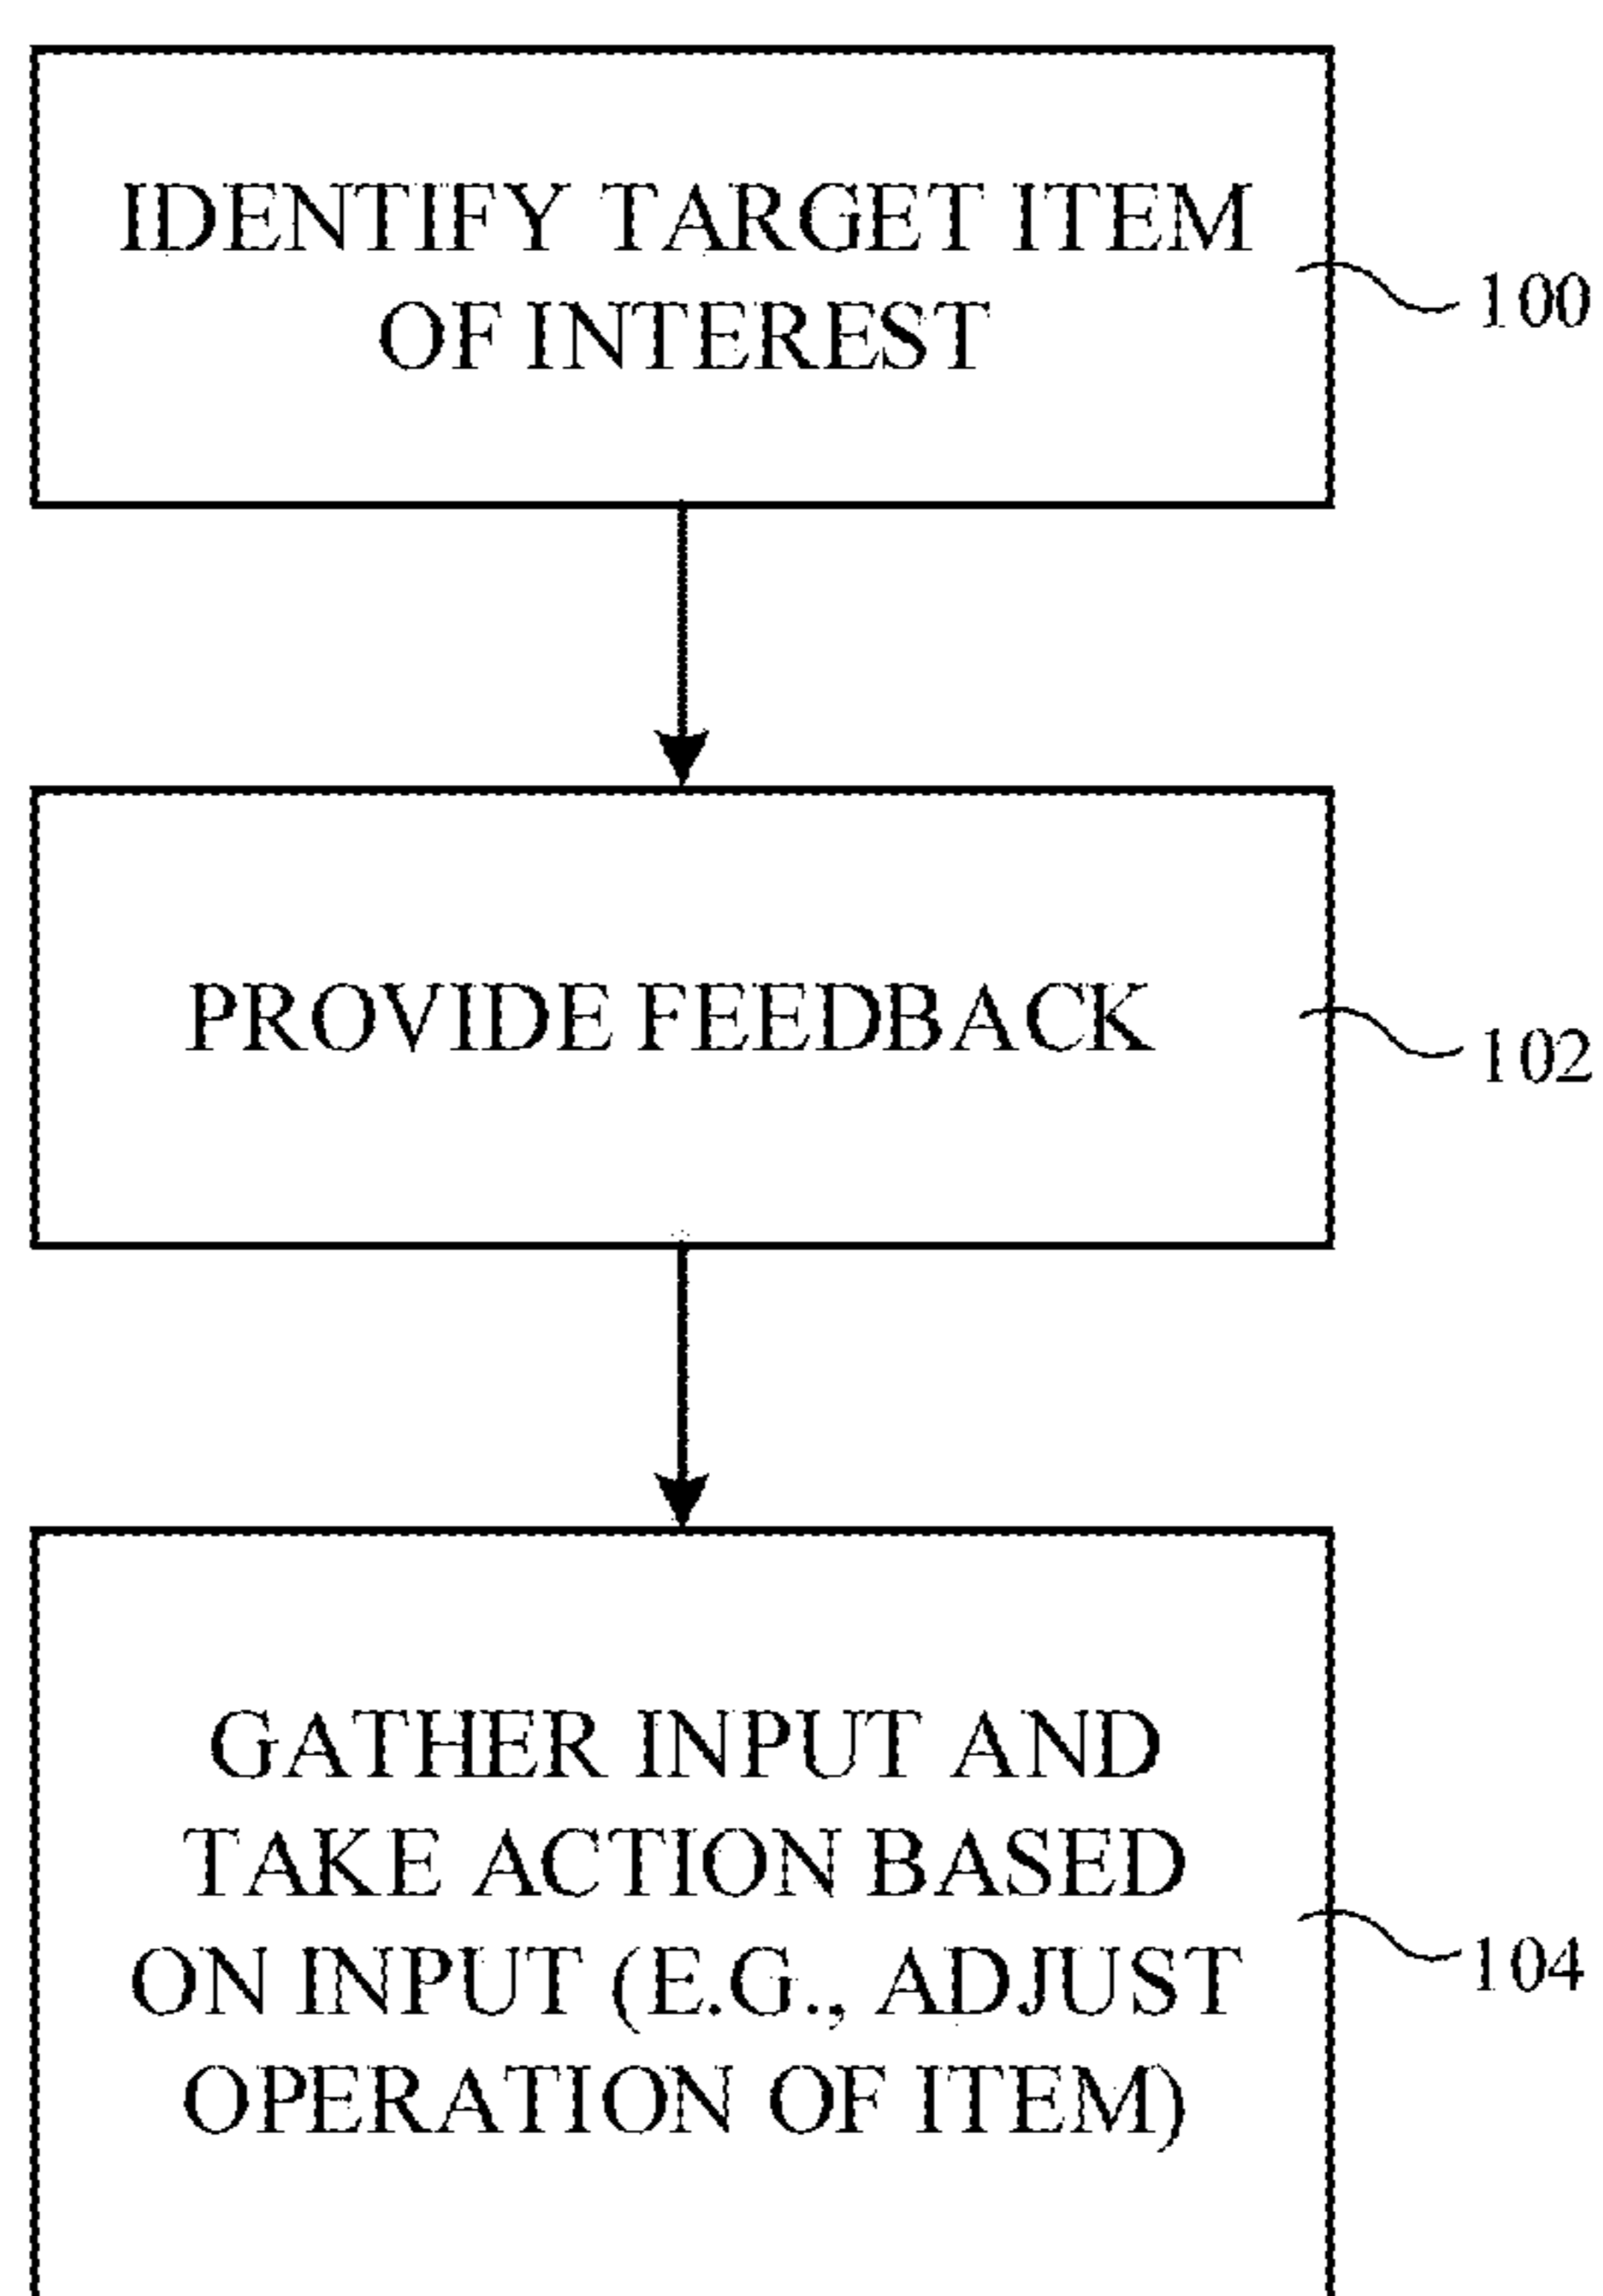 IDENTIFY TARGET ITEM
OF INTEREST
100
PROVIDE FEEDBACK
102
GATHER INPUT AND
TAKE ACTION BASED
ON INPUT (E.G., ADJUST
OPERATION OF ITEM)
104